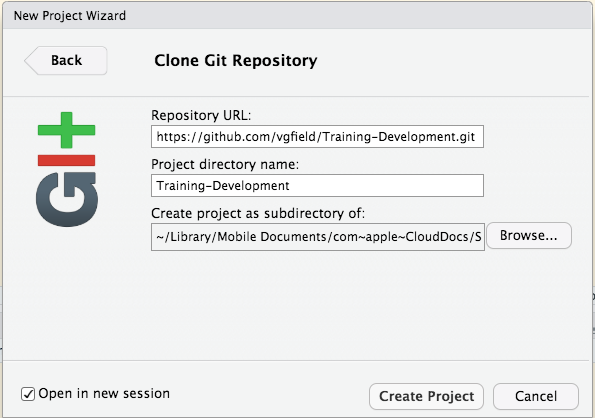 New Project Wizard
Back
Clone Git Repository
Repository URL:
https://github.com/vgfield/Training-Development.git
Project directory name:
Training-Development
Create project as subdirectory of:
~/Library/Mobile Documents/com~apple~CloudDocs/S
Browse...
GIt
Open in new session
Create Project
Cancel